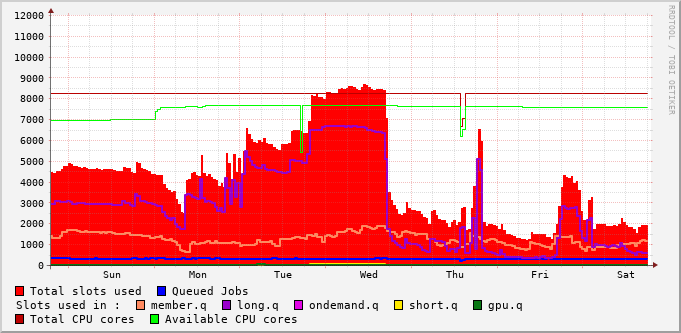 12000
11000
10000
9000
8000
7000
6000
5000
4000
3000
2000
1000
0
Sun Mon Tue Wed Thu Fri Sat
RRDTOOL / TOBI OETIKER
Total slots used Queued Jobs
Slots used in : member.q long.q ondemand.q short.q gpu.q
Total CPU cores Available CPU cores